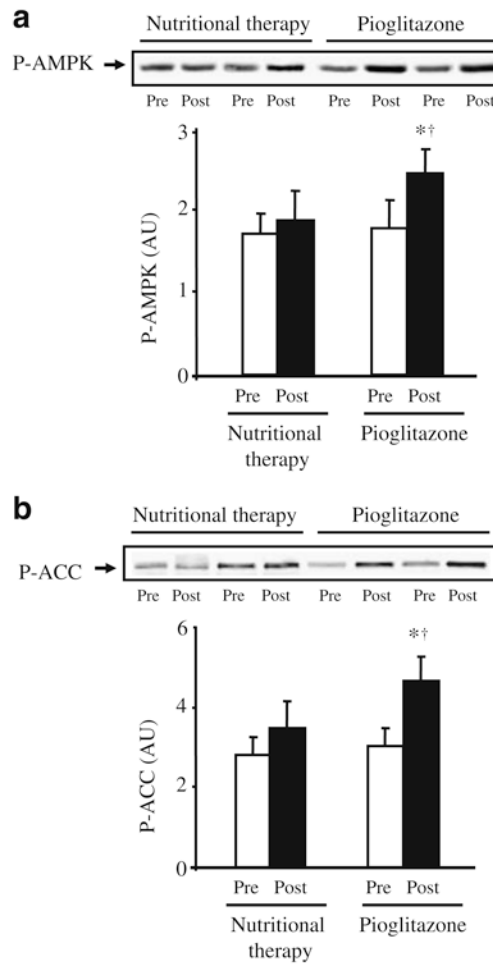 a
Nutritional therapy Pioglitazone
P-AMPK
Pre Post Pre Post Pre Post Pre Post
3
2
1
0
P-AMPK (AU)
*†
Pre Post Pre Post
Nutritional therapy
Pioglitazone
b
Nutritional therapy Pioglitazone
P-ACC
Pre Post Pre Post Pre Post Pre Post
6
4
2
0
P-ACC (AU)
*†
Pre Post Pre Post
Nutritional therapy
Pioglitazone